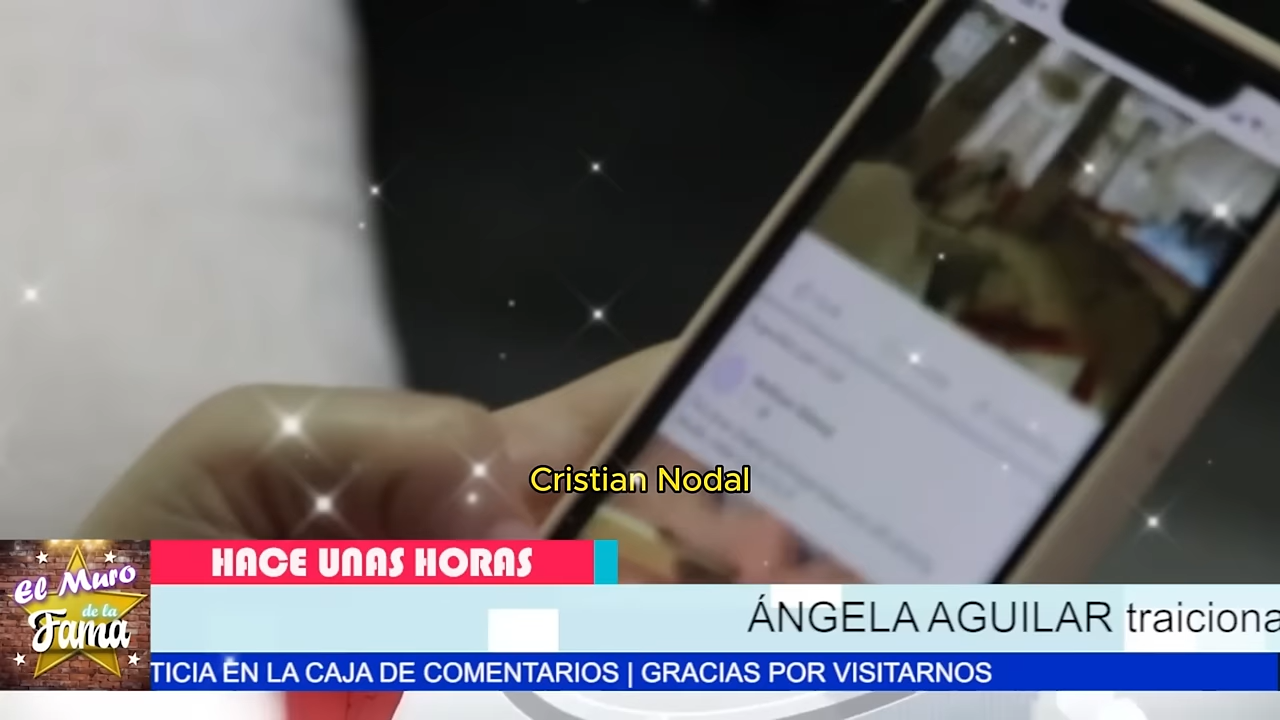 Cristian Nodal
HACE UNAS HORAS
El Muro
de la
Fama
ÁNGELA AGUILAR traiciona
TICIA EN LA CAJA DE COMENTARIOS | GRACIAS POR VISITARNOS